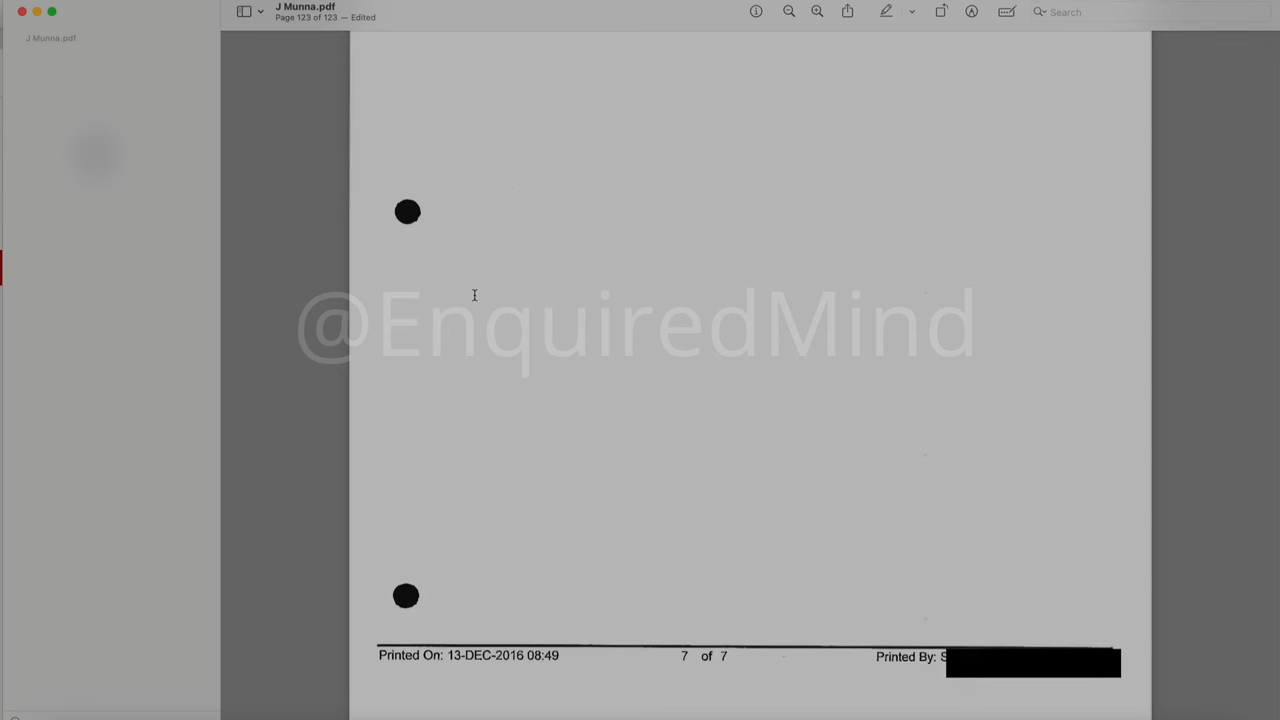 J Munna.pdf
Page 123 of 123 — Edited
Search
J Munna.pdf
@EnquiredMind
Printed On: 13-DEC-2016 08:49 7 of 7 Printed By: S